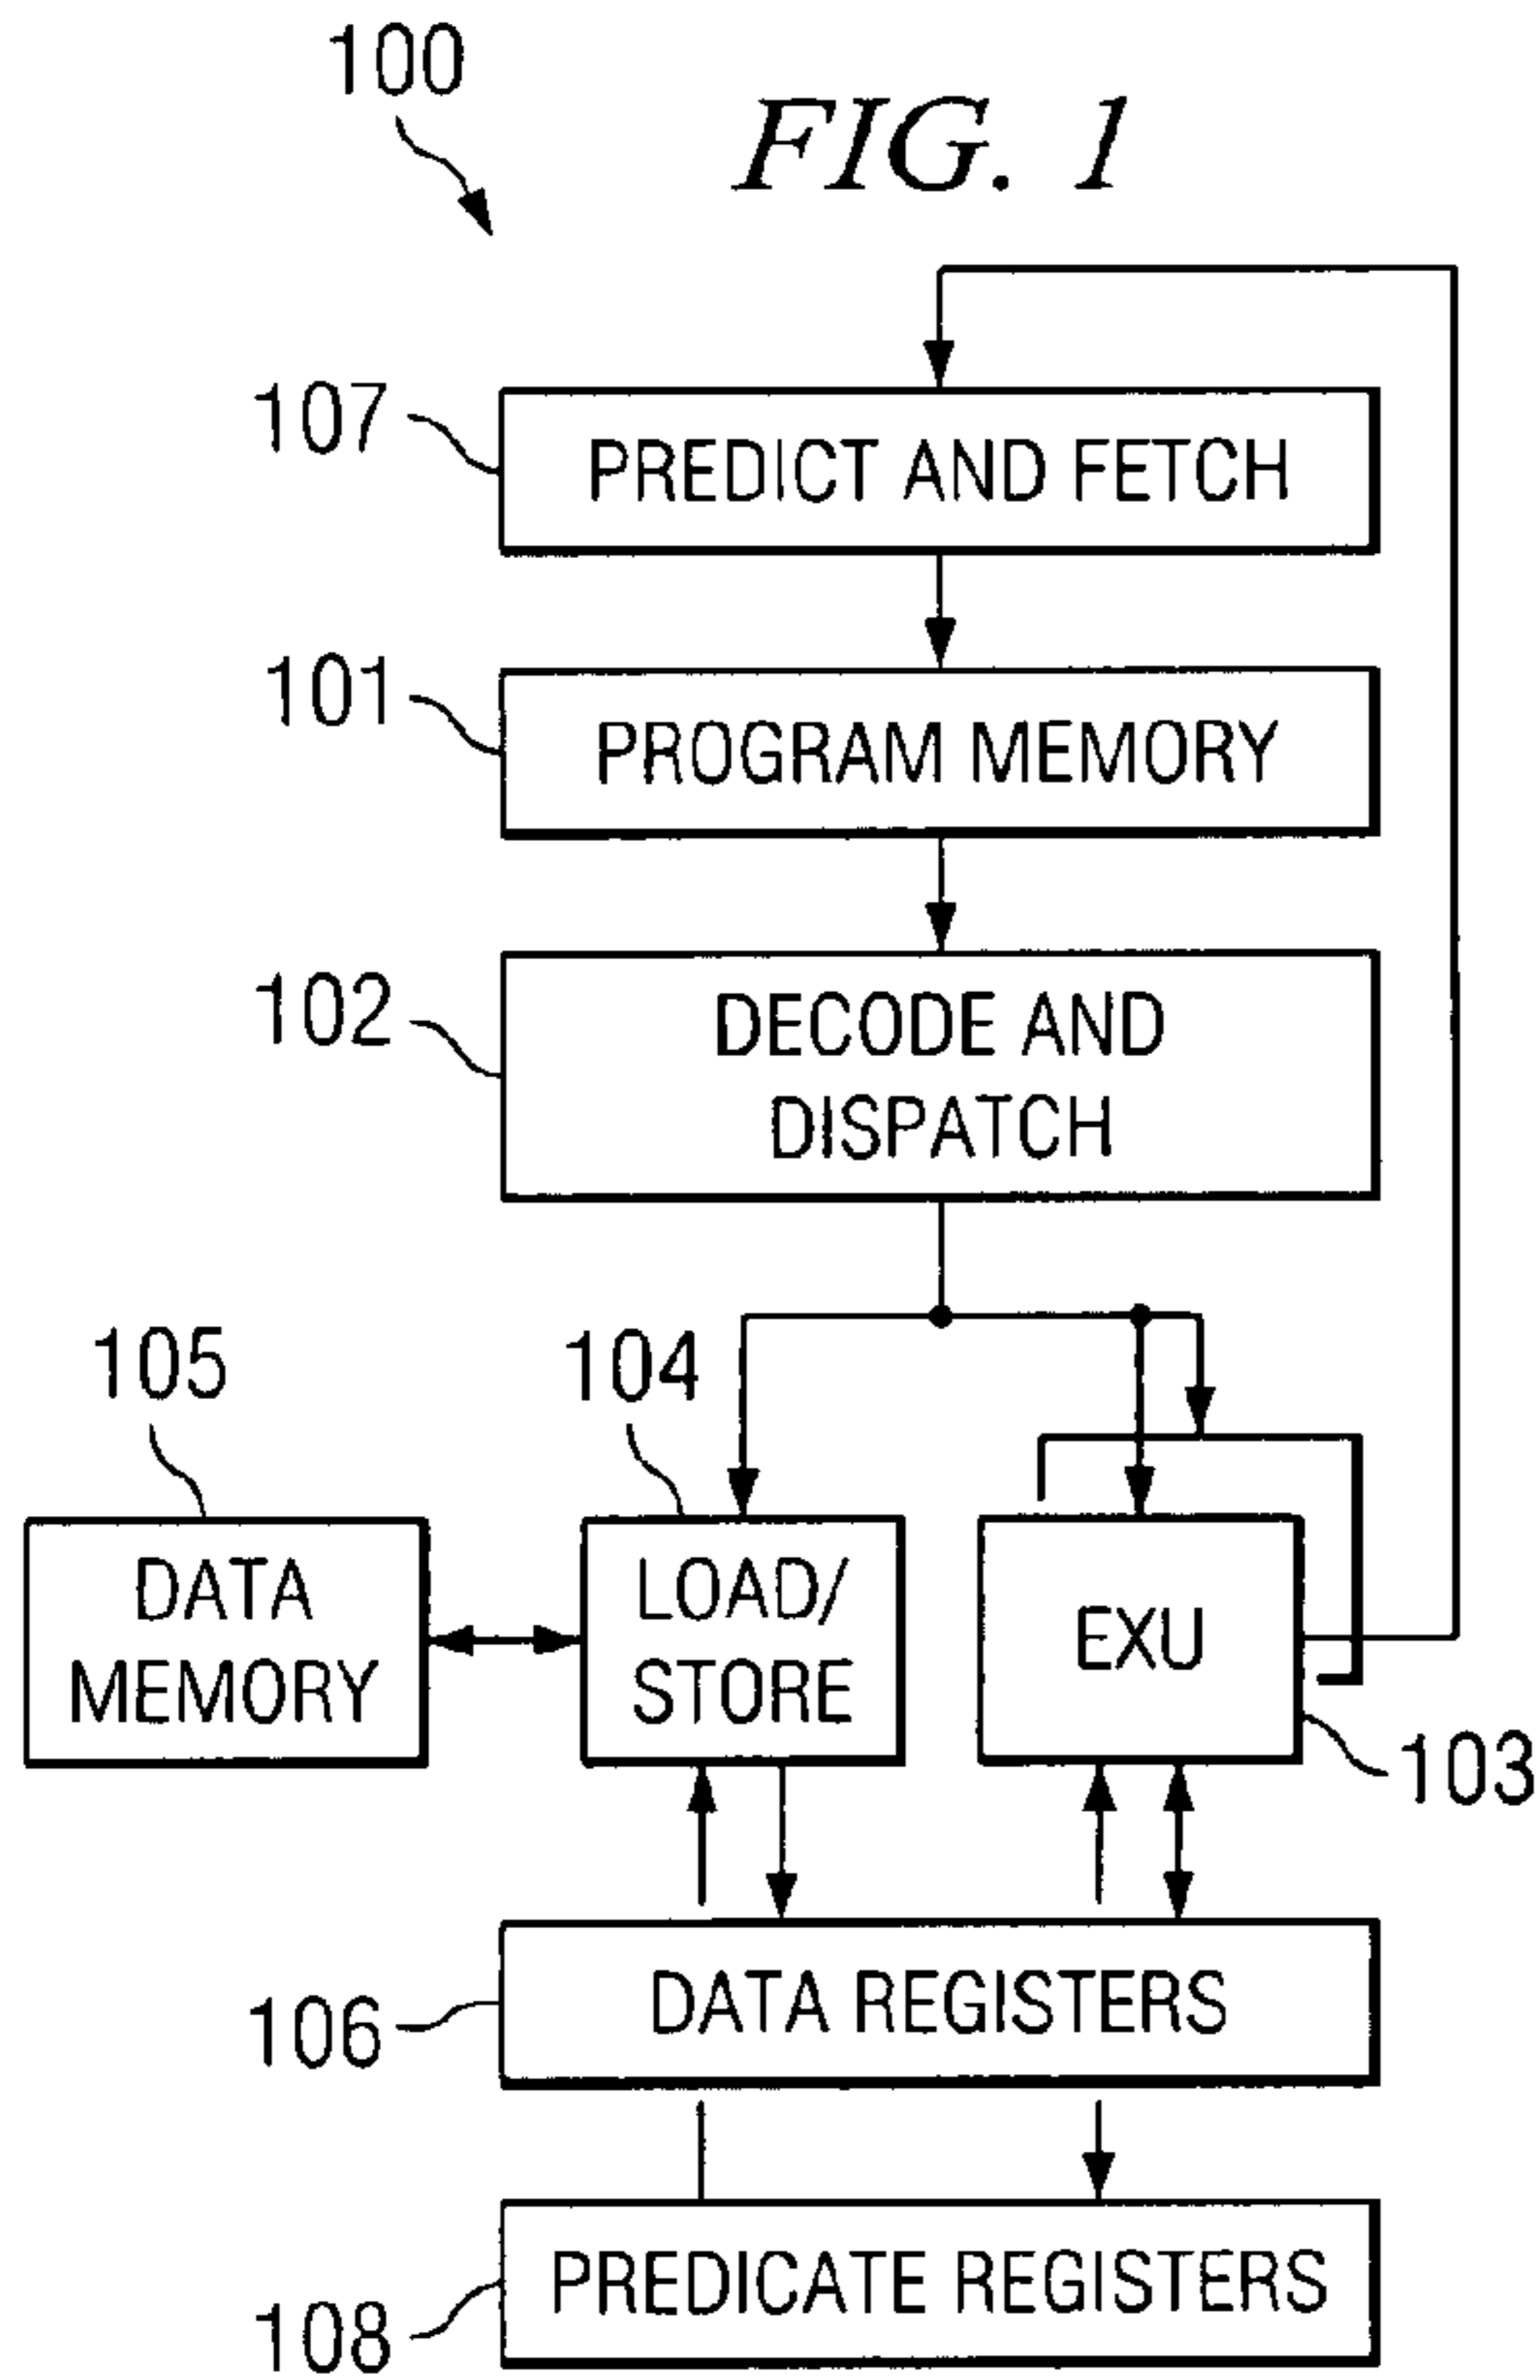 100
FIG. 1
107
PREDICT AND FETCH
101
PROGRAM MEMORY
102
DECODE AND
DISPATCH
105
104
DATA
MEMORY
LOAD/
STORE
EXU
103
106
DATA REGISTERS
108
PREDICATE REGISTERS